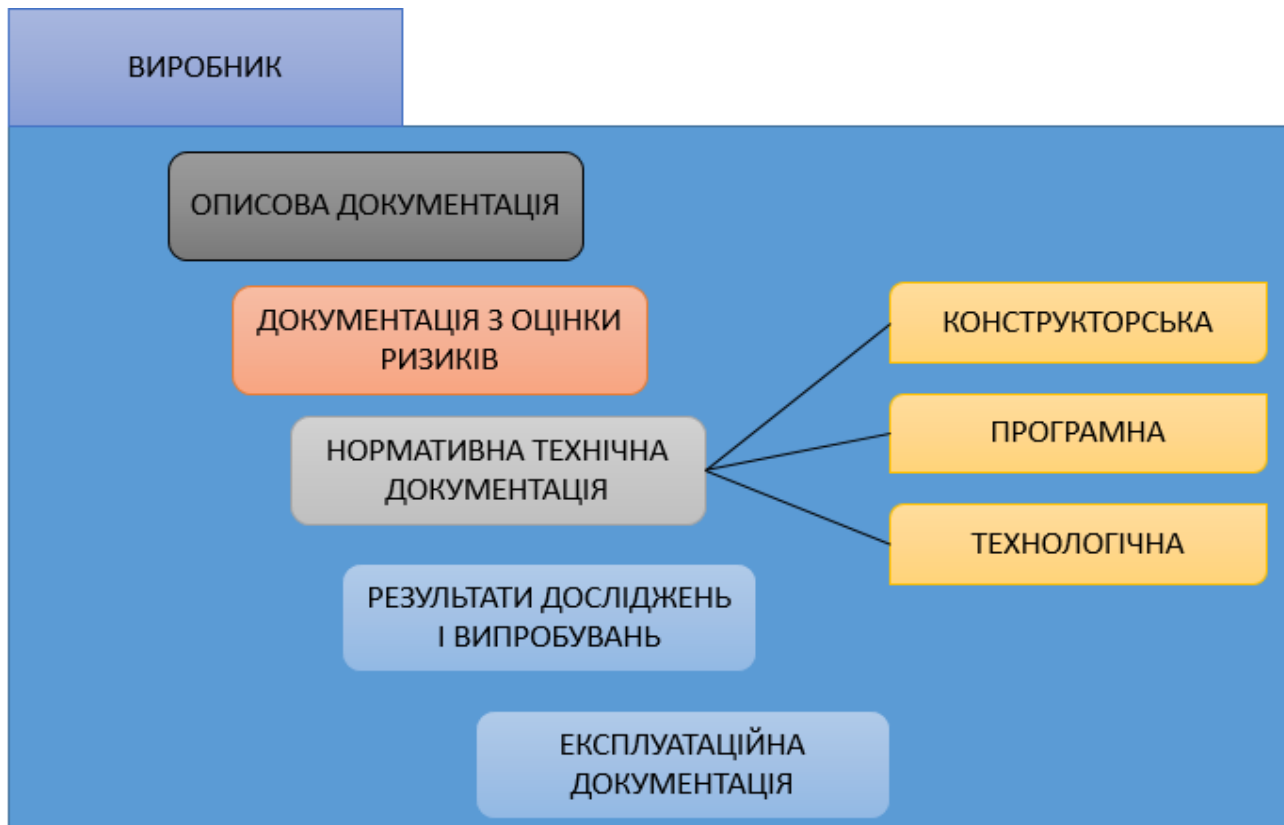 ВИРОБНИК
ОПИСОВА ДОКУМЕНТАЦІЯ
ДОКУМЕНТАЦІЯ З ОЦІНКИ
РИЗИКІВ
НОРМАТИВНА ТЕХНІЧНА
ДОКУМЕНТАЦІЯ
КОНСТРУКТОРСЬКА
ПРОГРАМНА
ТЕХНОЛОГІЧНА
РЕЗУЛЬТАТИ ДОСЛІДЖЕНЬ
І ВИПРОБУВАНЬ
ЕКСПЛУАТАЦІЙНА
ДОКУМЕНТАЦІЯ